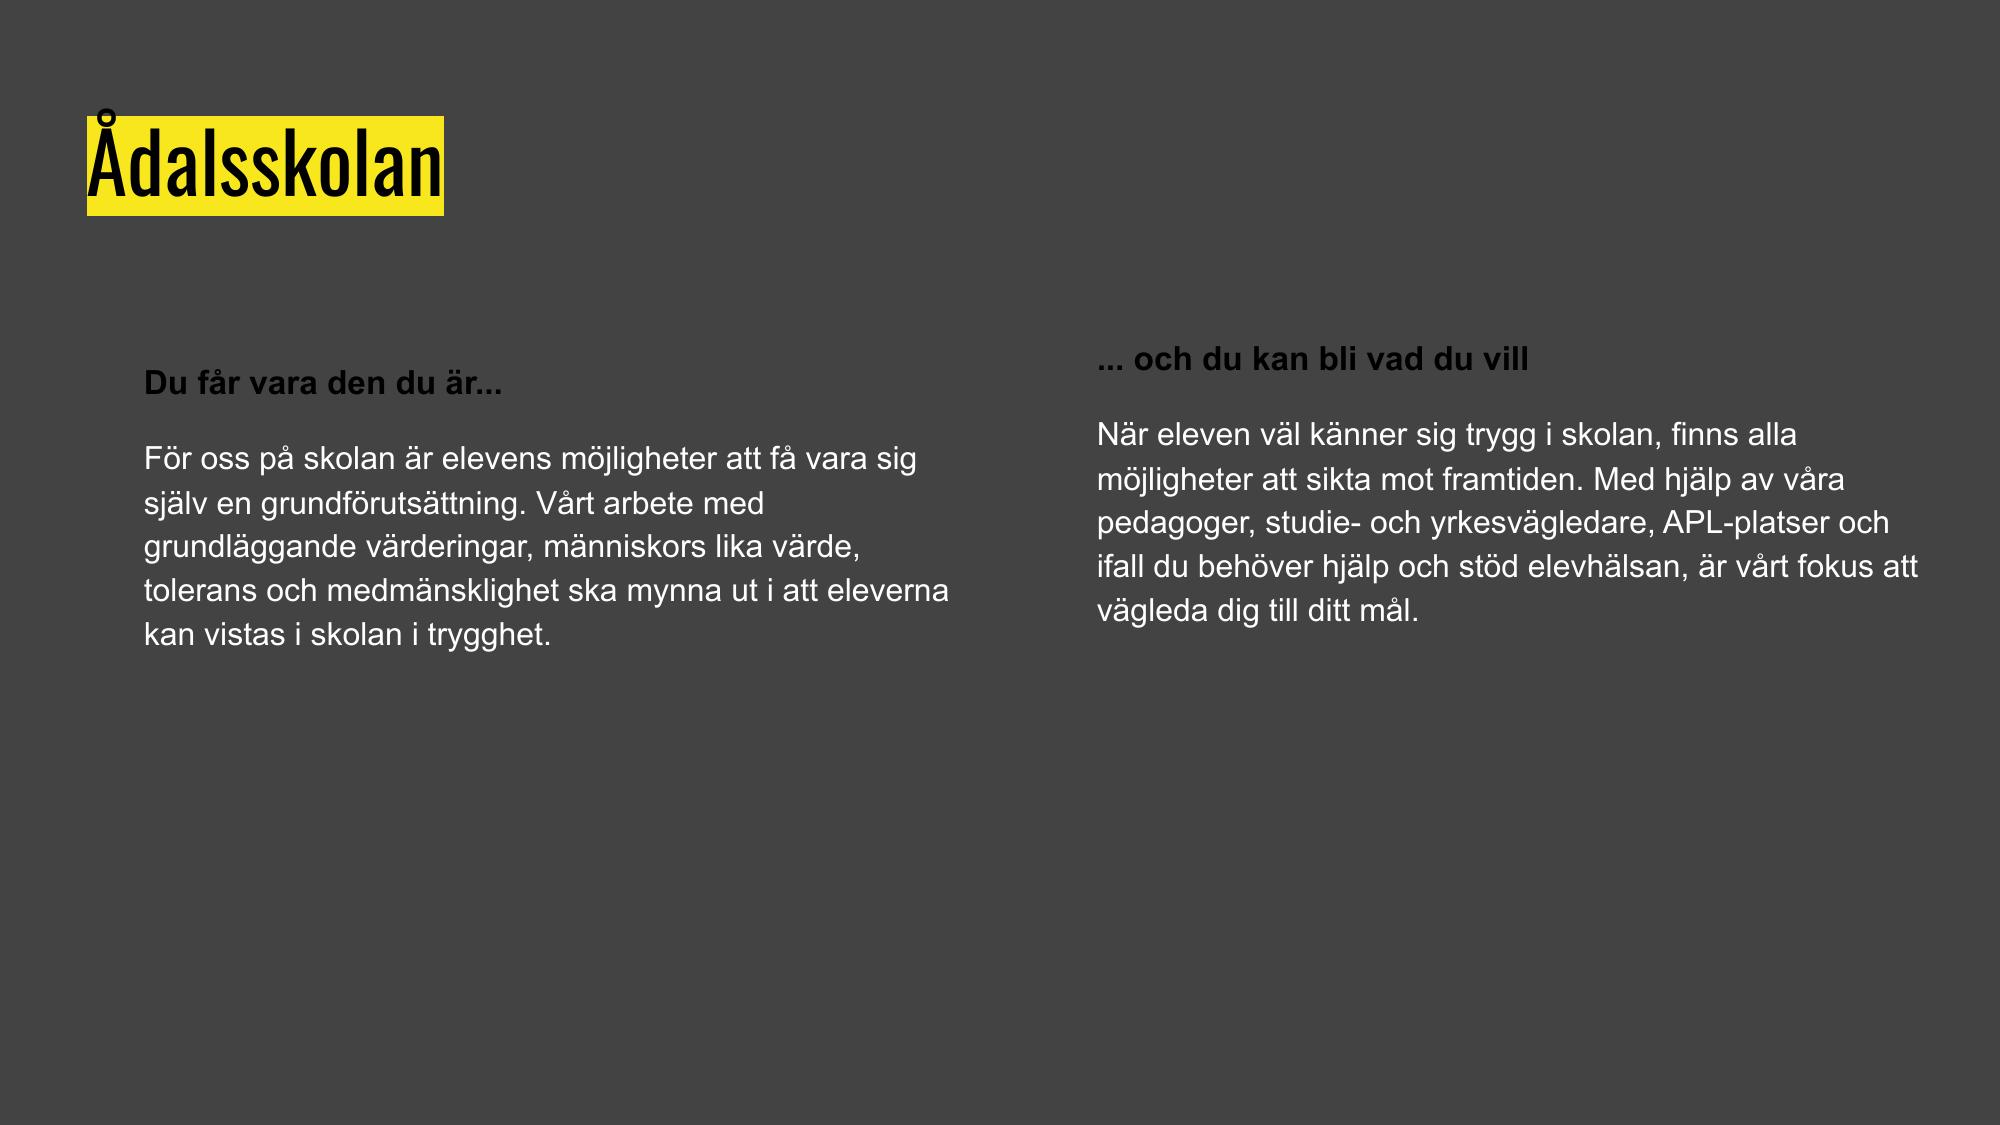 Ådalsskolan
Du får vara den du är...
För oss på skolan är elevens möjligheter att få vara sig
själv en grundförutsättning. Vårt arbete med
grundläggande värderingar, människors lika värde,
tolerans och medmänsklighet ska mynna ut i att eleverna
kan vistas i skolan i trygghet.
... och du kan bli vad du vill
När eleven väl känner sig trygg i skolan, finns alla
möjligheter att sikta mot framtiden. Med hjälp av våra
pedagoger, studie- och yrkesvägledare, APL-platser och
ifall du behöver hjälp och stöd elevhälsan, är vårt fokus att
vägleda dig till ditt mål.